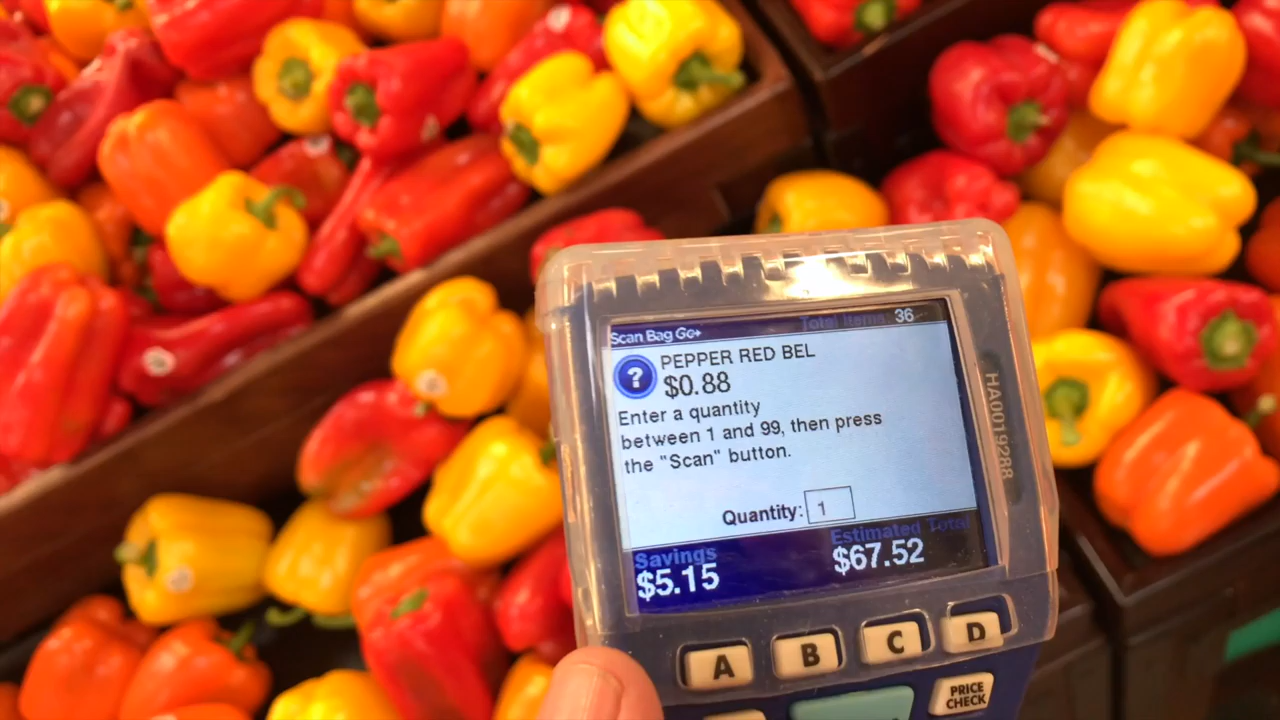 Scan Bag Go
Total Items 36
? PEPPER RED BEL
$0.88
Enter a quantity
between 1 and 99, then press
the "Scan" button.
Quantity: 1
Savings
Estimated Total
$5.15
$67.52
HA0019288
A B C D
PRICE
CHECK